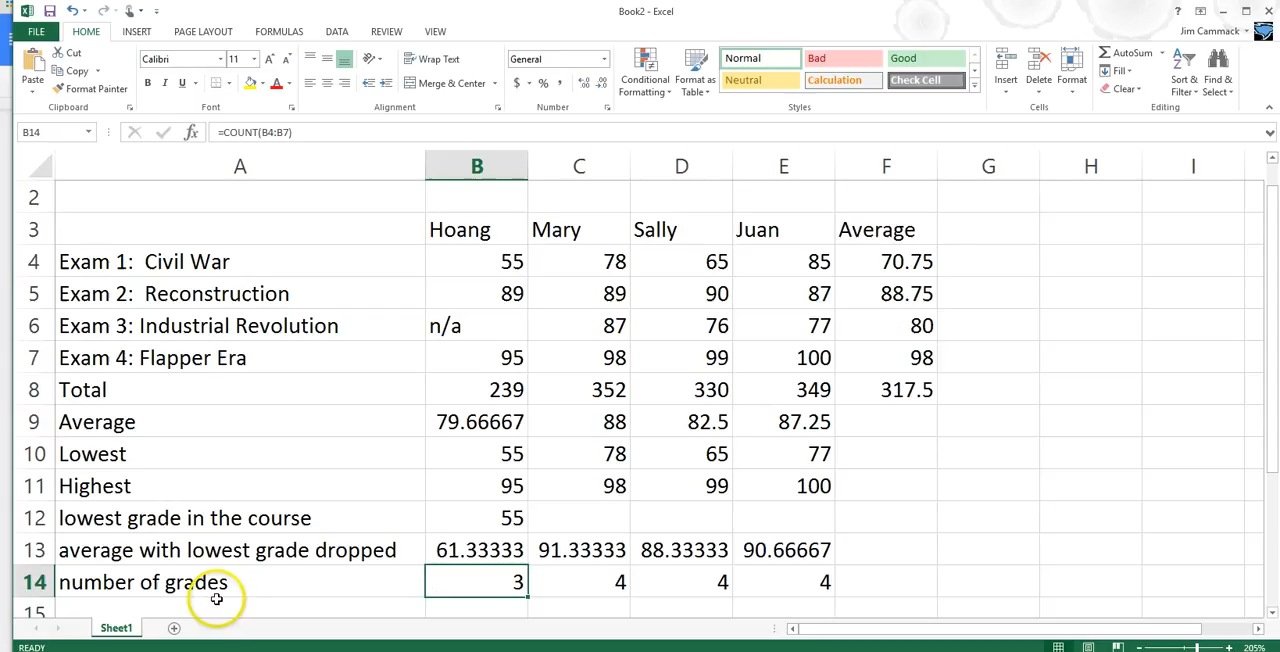 Book2 - Excel
FILE HOME INSERT PAGE LAYOUT FORMULAS DATA REVIEW VIEW Jim Cammack
Paste Cut Copy Format Painter
Calibri 11
B I U A
Wrap Text
Merge & Center
General
$ % ,
Conditional Formatting
Format as Table
Normal Bad Good
Neutral Calculation Check Cell
Insert Delete Format
AutoSum
Fill
Clear
Sort & Filter
Find & Select
Clipboard Font Alignment Number Styles Cells Editing
B14 fx =COUNT(B4:B7)
A B C D E F G H I
2
3 Hoang Mary Sally Juan Average
4 Exam 1: Civil War 55 78 65 85 70.75
5 Exam 2: Reconstruction 89 89 90 87 88.75
6 Exam 3: Industrial Revolution n/a 87 76 77 80
7 Exam 4: Flapper Era 95 98 99 100 98
8 Total 239 352 330 349 317.5
9 Average 79.66667 88 82.5 87.25
10 Lowest 55 78 65 77
11 Highest 95 98 99 100
12 lowest grade in the course 55
13 average with lowest grade dropped 61.33333 91.33333 88.33333 90.66667
14 number of grades 3 4 4 4
15
Sheet1
READY 205%